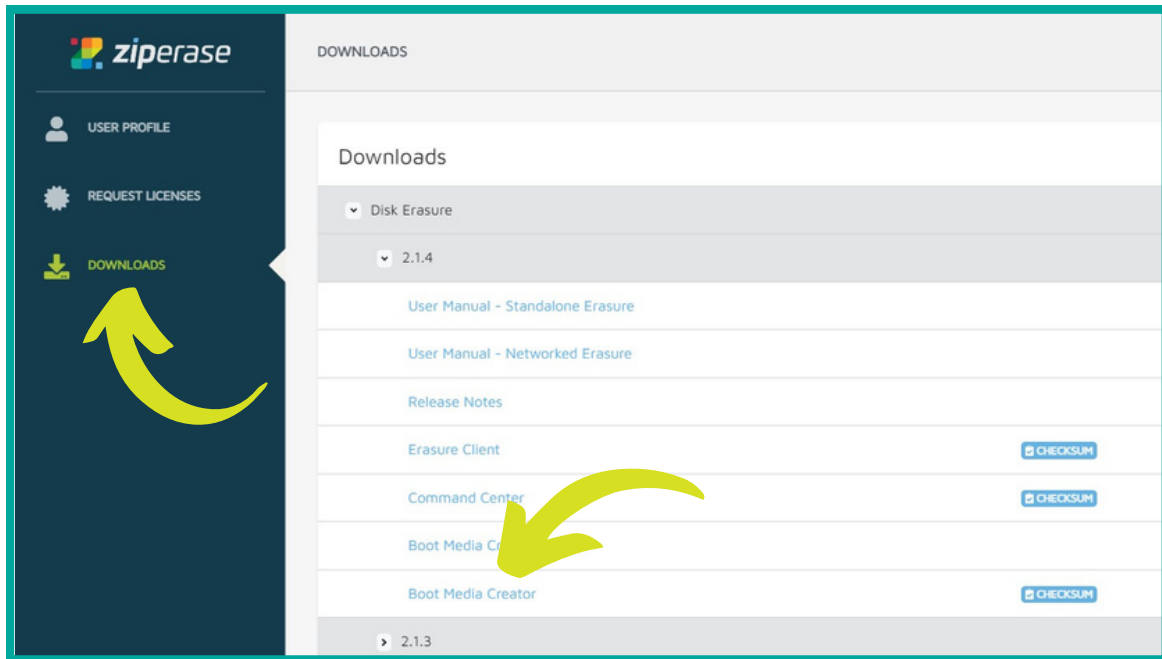 ziperase
DOWNLOADS
USER PROFILE
REQUEST LICENSES
DOWNLOADS
Downloads
Disk Erasure
2.1.4
User Manual - Standalone Erasure
User Manual - Networked Erasure
Release Notes
Erasure Client
CHECKSUM
Command Center
CHECKSUM
Boot Media
Boot Media Creator
CHECKSUM
2.1.3